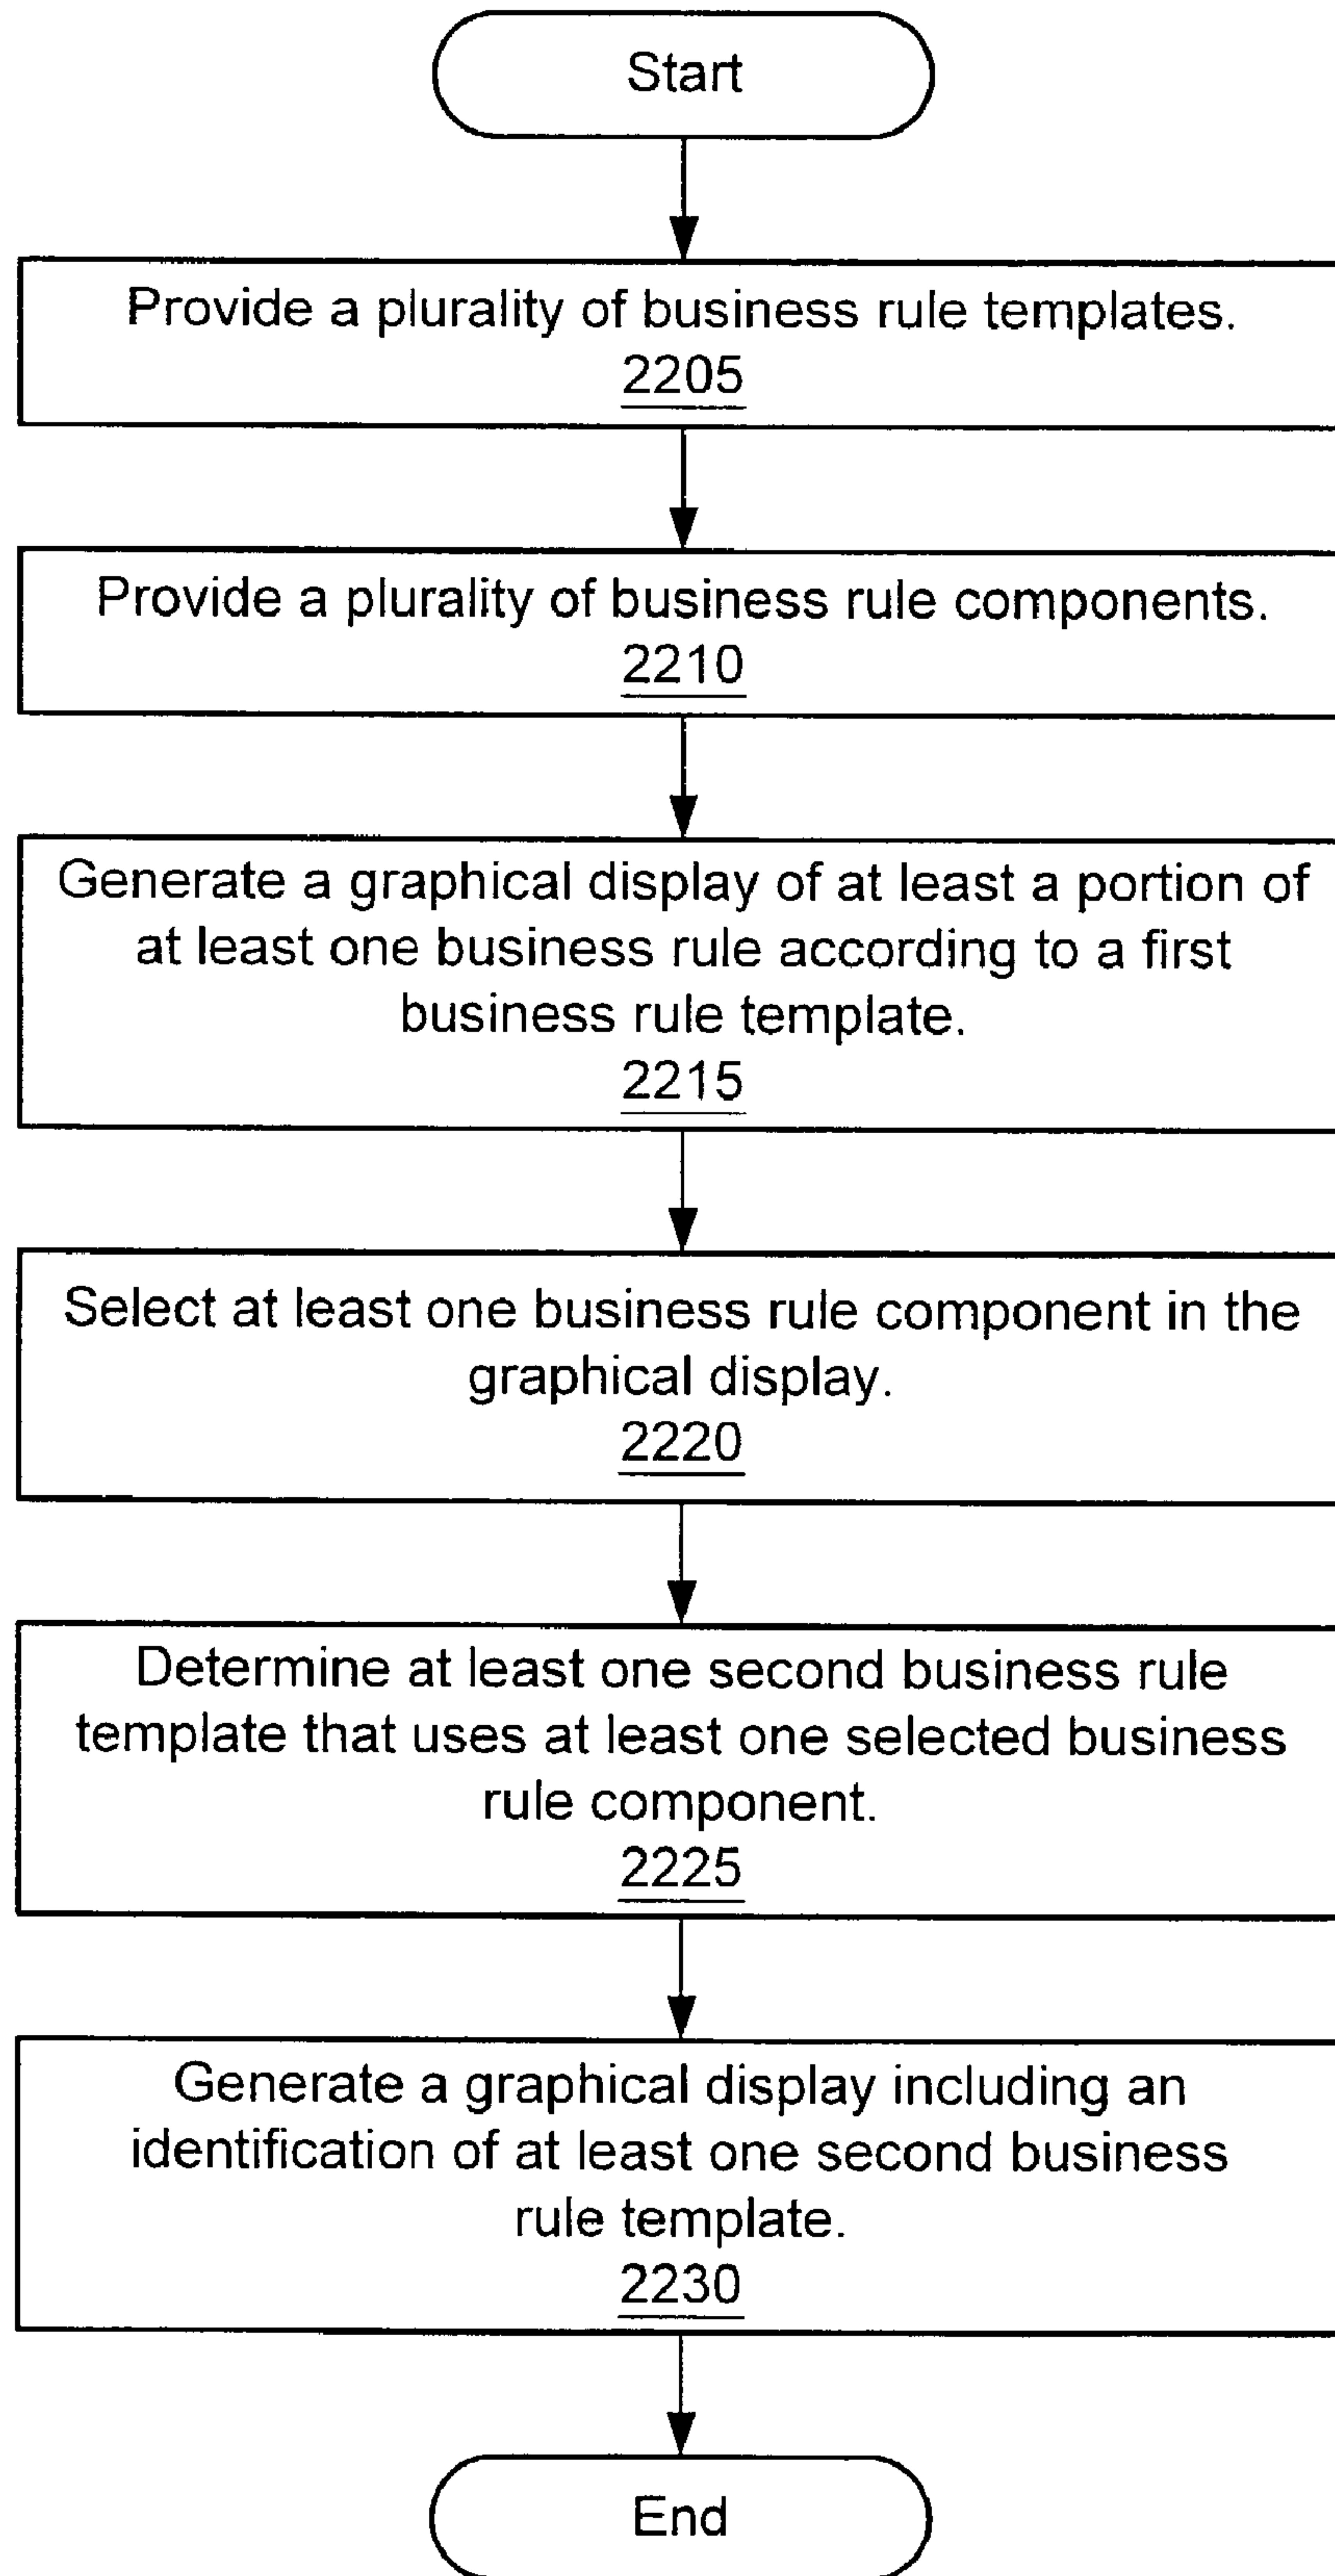 Start
Provide a plurality of business rule templates.
2205
Provide a plurality of business rule components.
2210
Generate a graphical display of at least a portion of
at least one business rule according to a first
business rule template.
2215
Select at least one business rule component in the
graphical display.
2220
Determine at least one second business rule
template that uses at least one selected business
rule component.
2225
Generate a graphical display including an
identification of at least one second business
rule template.
2230
End